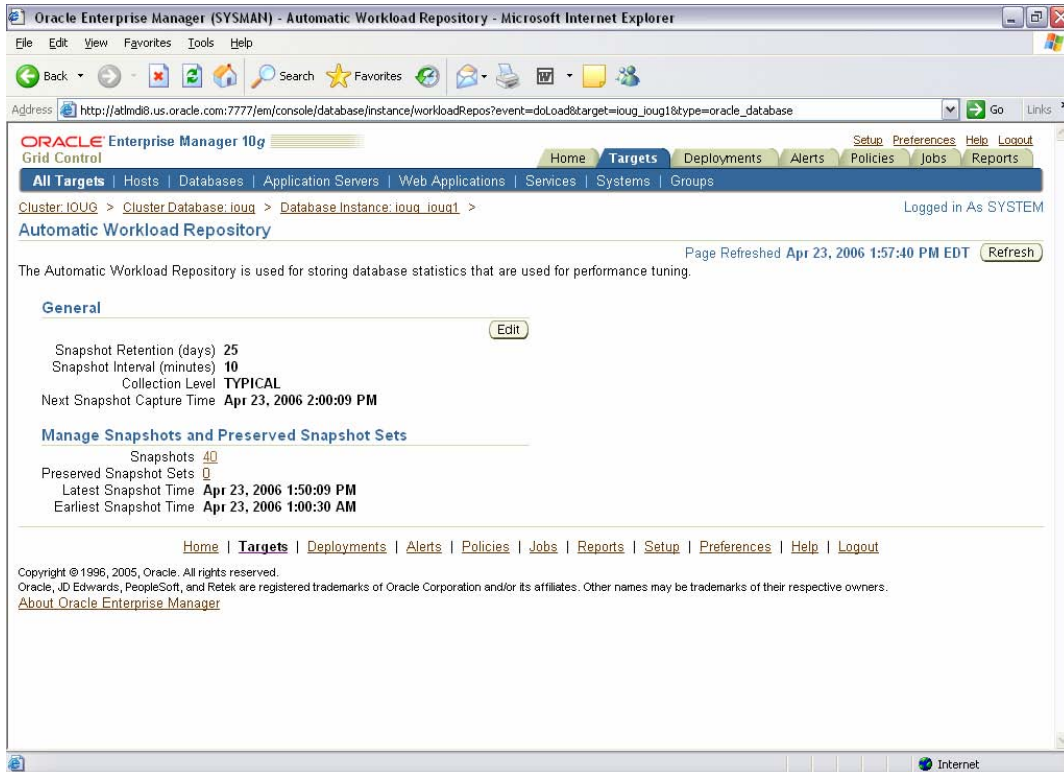 Oracle Enterprise Manager (SYSMAN) - Automatic Workload Repository - Microsoft Internet Explorer
File Edit View Favorites Tools Help
Back Search Favorites
Address http://atlmdi8.us.oracle.com:7777/em/console/database/instance/workloadRepos?event=doLoad&target=ioug_ioug1&type=oracle_database Go Links
ORACLE Enterprise Manager 10g
Setup Preferences Help Logout
Grid Control
Home Targets Deployments Alerts Policies Jobs Reports
All Targets | Hosts | Databases | Application Servers | Web Applications | Services | Systems | Groups
Cluster: IOUG > Cluster Database: ioug > Database Instance: ioug_ioug1 >
Logged in As SYSTEM
Automatic Workload Repository
Page Refreshed Apr 23, 2006 1:57:40 PM EDT Refresh
The Automatic Workload Repository is used for storing database statistics that are used for performance tuning.
General
Edit
Snapshot Retention (days) 25
Snapshot Interval (minutes) 10
Collection Level TYPICAL
Next Snapshot Capture Time Apr 23, 2006 2:00:09 PM
Manage Snapshots and Preserved Snapshot Sets
Snapshots 40
Preserved Snapshot Sets 0
Latest Snapshot Time Apr 23, 2006 1:50:09 PM
Earliest Snapshot Time Apr 23, 2006 1:00:30 AM
Home | Targets | Deployments | Alerts | Policies | Jobs | Reports | Setup | Preferences | Help | Logout
Copyright © 1996, 2005, Oracle. All rights reserved.
Oracle, JD Edwards, PeopleSoft, and Retek are registered trademarks of Oracle Corporation and/or its affiliates. Other names may be trademarks of their respective owners.
About Oracle Enterprise Manager
Internet